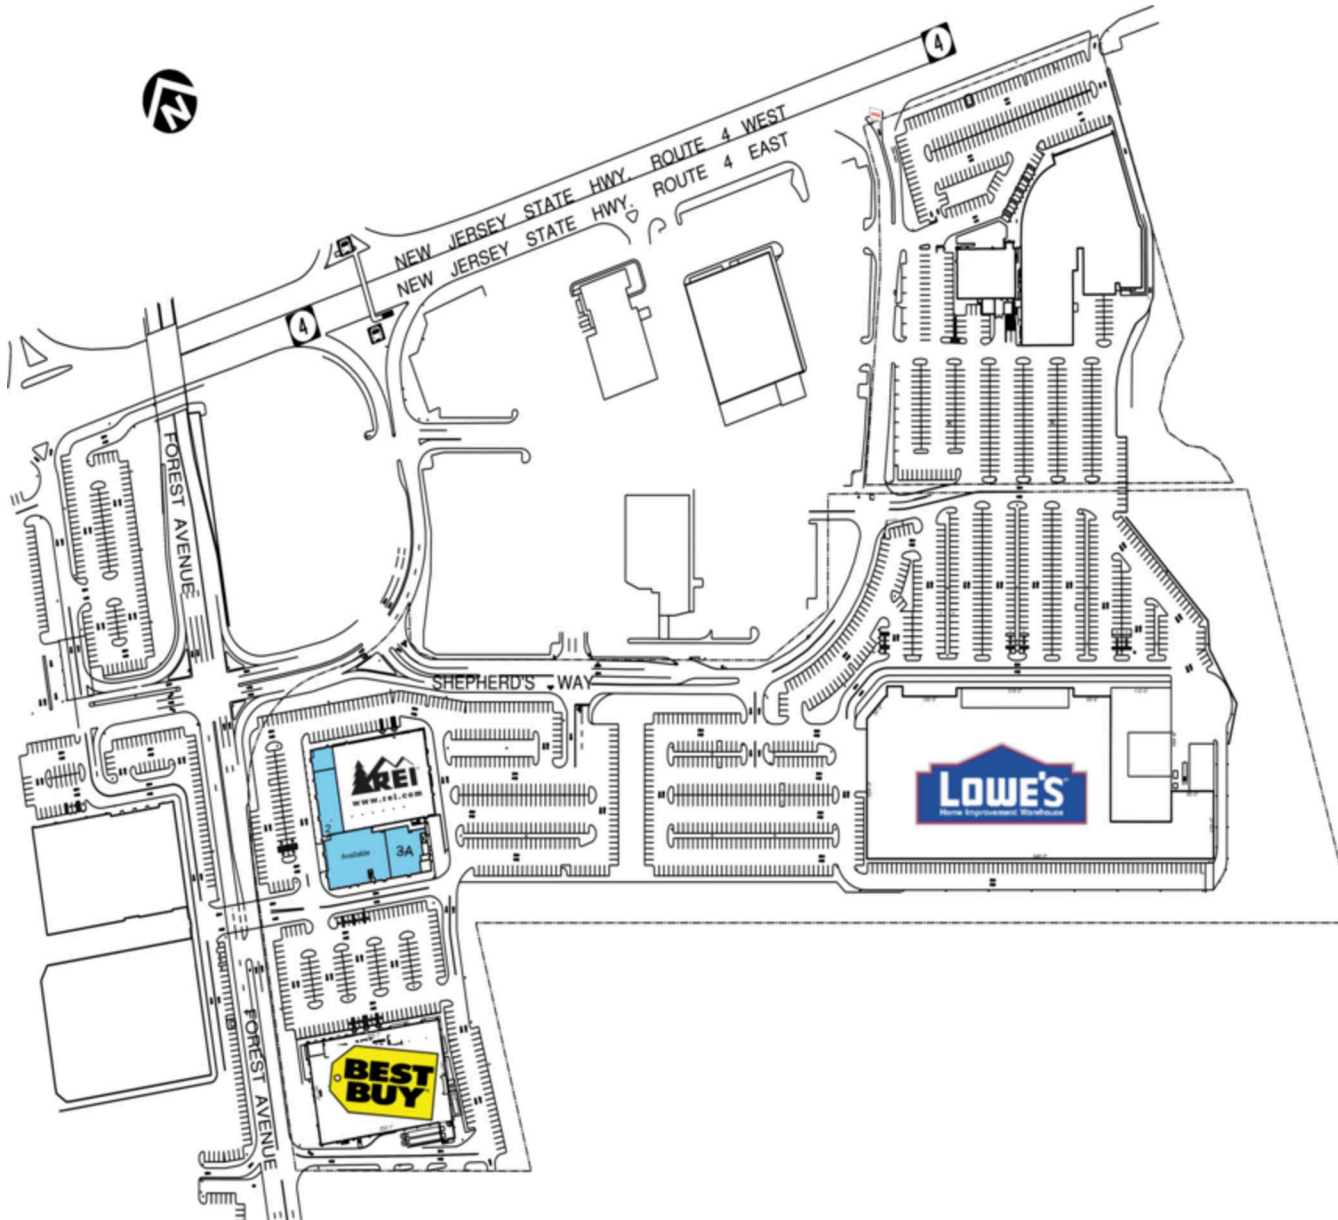 4
N
NEW JERSEY STATE HWY. ROUTE 4 WEST
NEW JERSEY STATE HWY. ROUTE 4 EAST
4
FOREST AVENUE
SHEPHERD'S WAY
REI
www.rei.com
2
Available
3A
LOWE'S
Home Improvement Warehouse
BEST
BUY
FOREST AVENUE